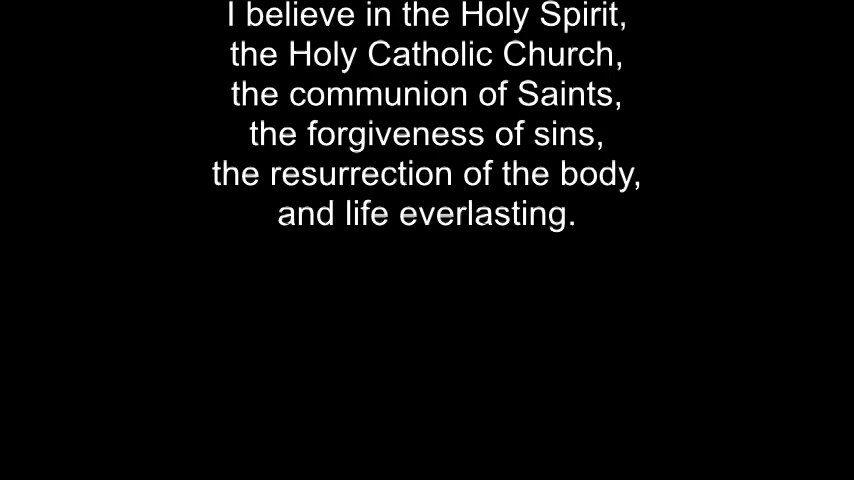 I believe in the Holy Spirit,
the Holy Catholic Church,
the communion of Saints,
the forgiveness of sins,
the resurrection of the body,
and life everlasting.